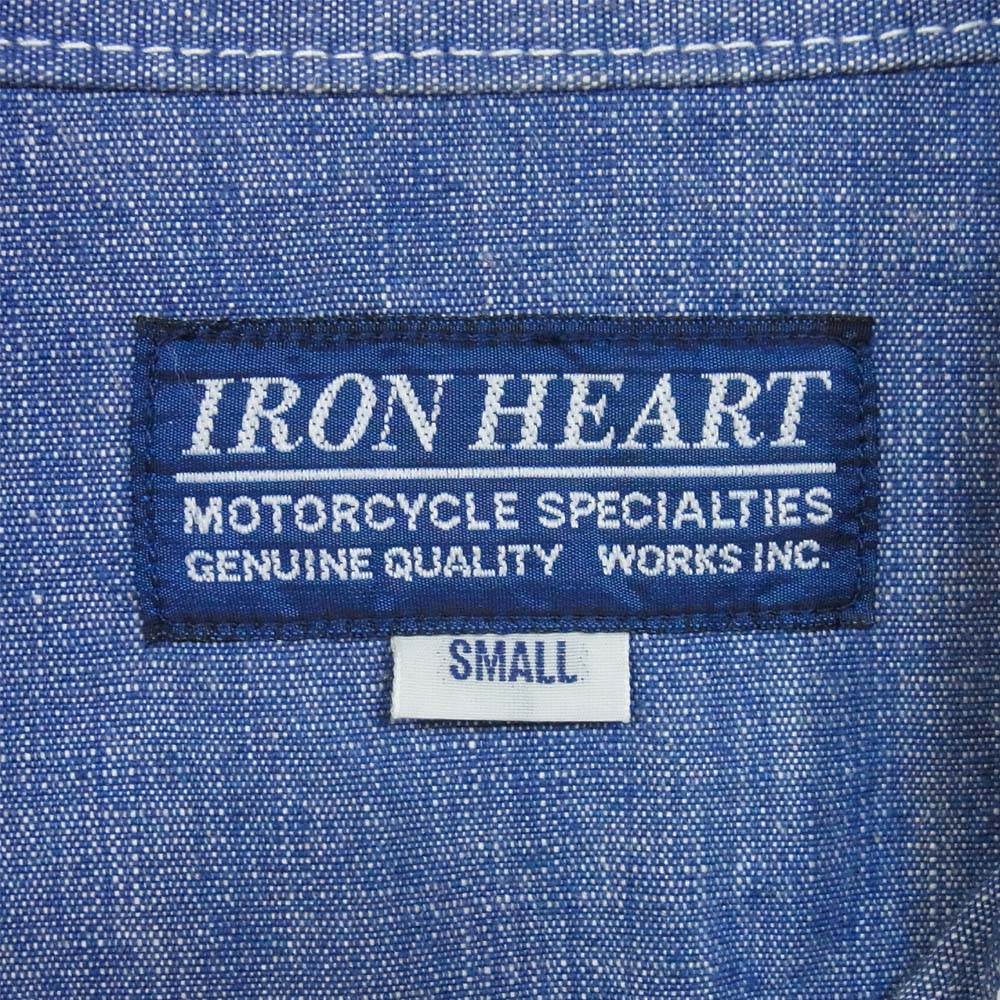 IRON HEART
MOTORCYCLE SPECIALTIES
GENUINE QUALITY WORKS INC.
SMALL